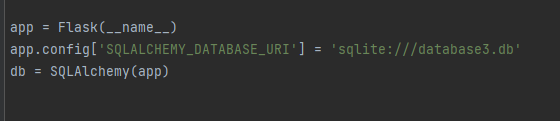 app = Flask(__name__)
app.config['SQLALCHEMY_DATABASE_URI'] = 'sqlite:///database3.db'
db = SQLAlchemy(app)